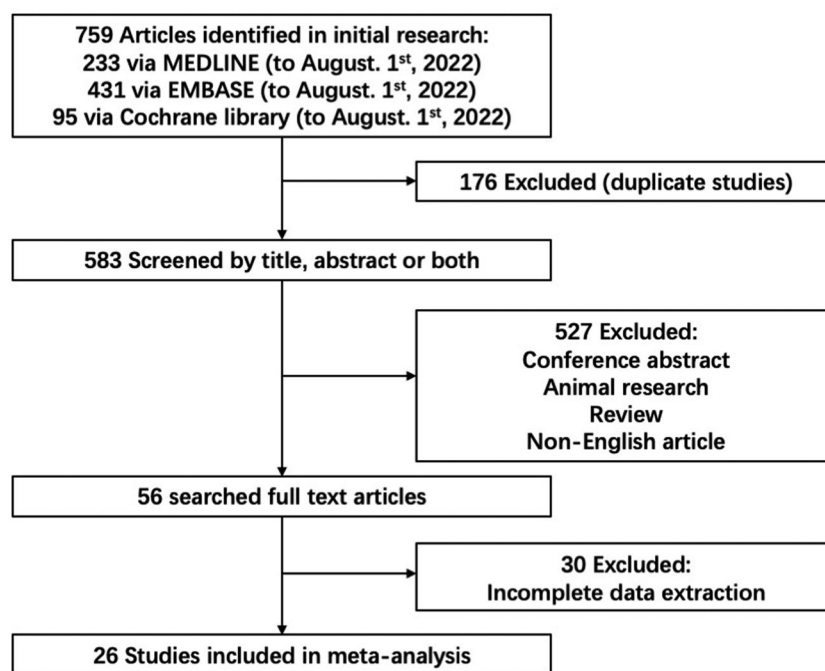 759 Articles identified in initial research:
233 via MEDLINE (to August. 1st, 2022)
431 via EMBASE (to August. 1st, 2022)
95 via Cochrane library (to August. 1st, 2022)
176 Excluded (duplicate studies)
583 Screened by title, abstract or both
527 Excluded:
Conference abstract
Animal research
Review
Non-English article
56 searched full text articles
30 Excluded:
Incomplete data extraction
26 Studies included in meta-analysis